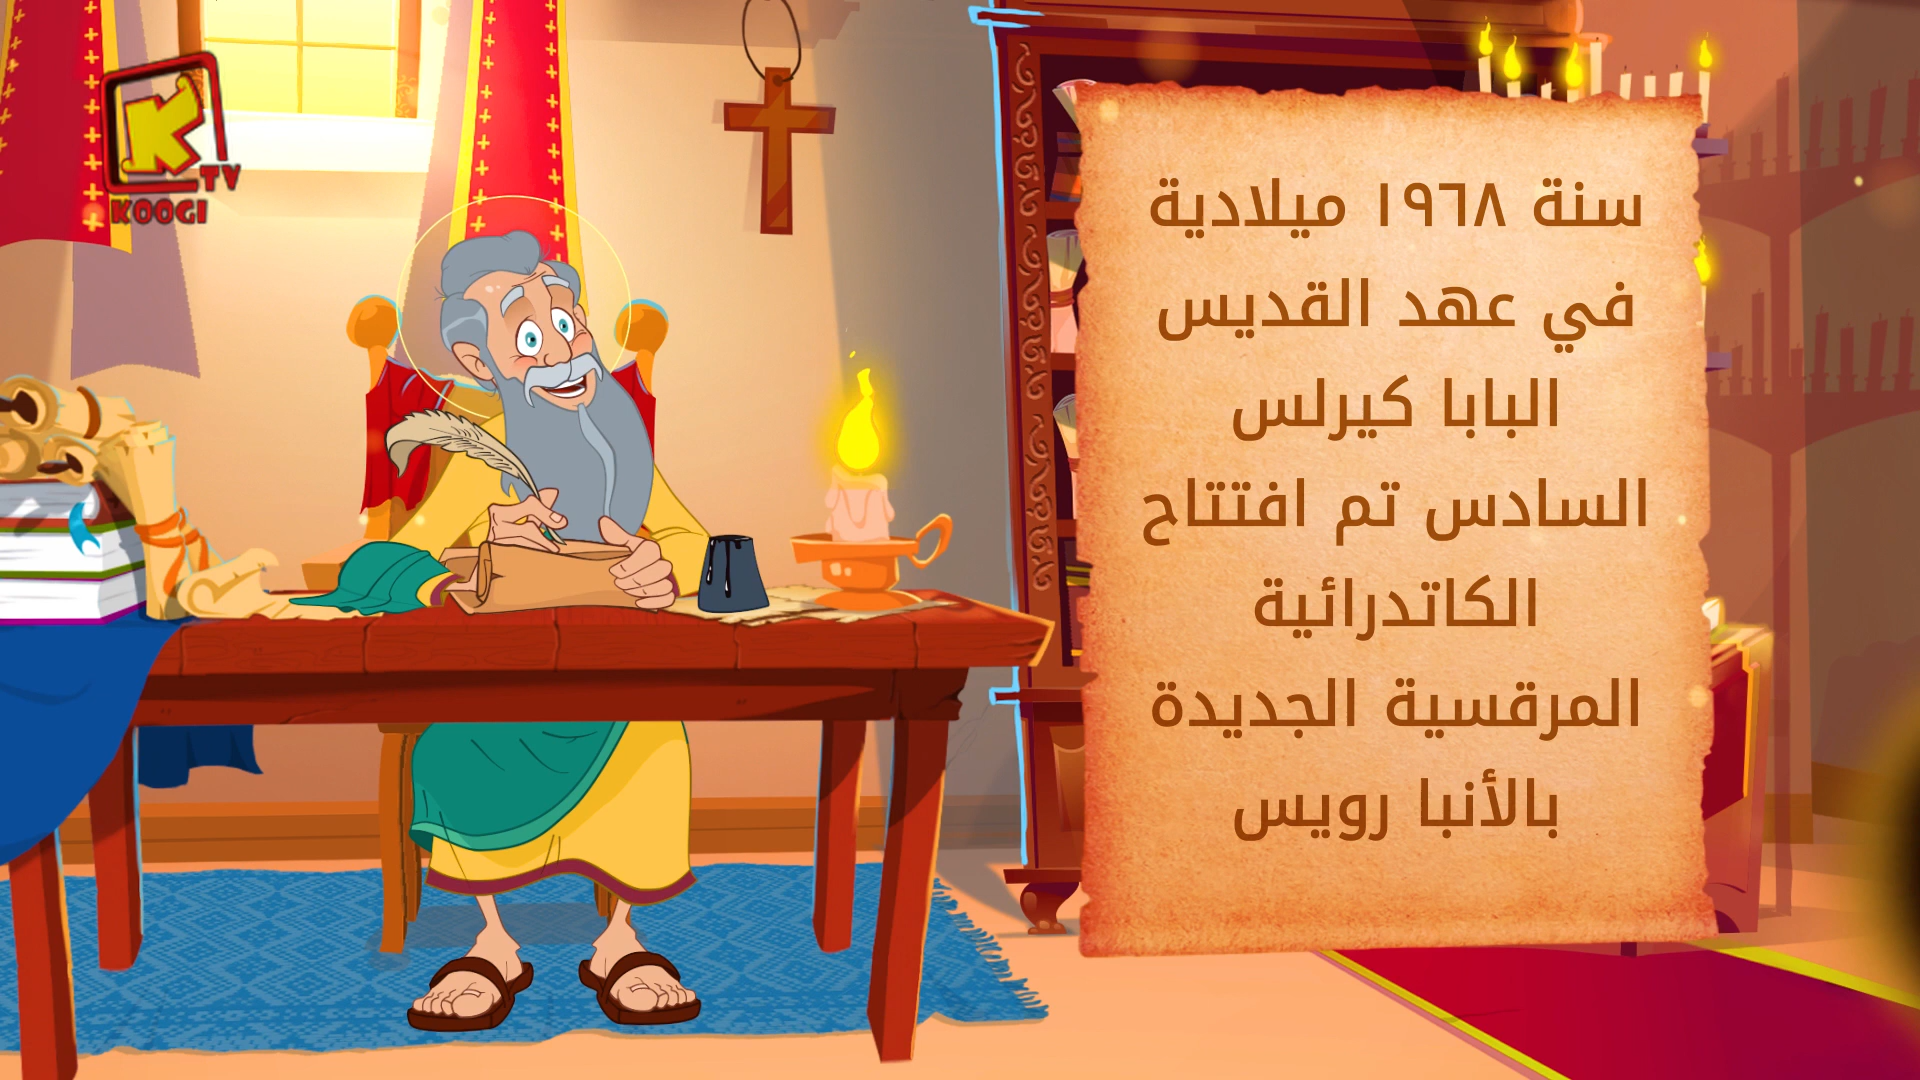 K
TV
KOOGI
سنة ١٩٦٨ ميلادية
في عهد القديس
البابا كيرلس
السادس تم افتتاح
الكاتدرائية
المرقسية الجديدة
بالأنبا رويس